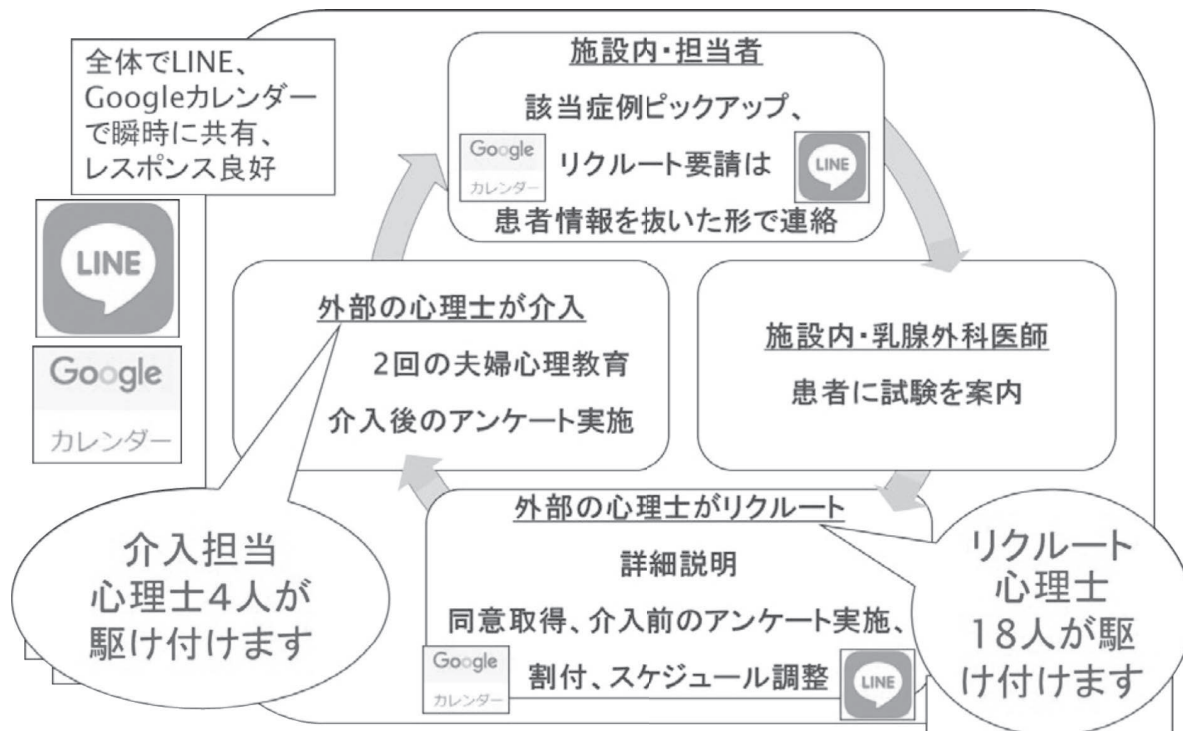 全体でLINE、
Googleカレンダー
で瞬時に共有、
レスポンス良好
LINE
Google
カレンダー
施設内・担当者
該当症例ピックアップ、
Google
カレンダー
リクルート要請は
LINE
患者情報を抜いた形で連絡
施設内・乳腺外科医師
患者に試験を案内
外部の心理士がリクルート
詳細説明
同意取得、介入前のアンケート実施、
Google
カレンダー
割付、スケジュール調整
LINE
リクルート
心理士
18人が駆
け付けます
外部の心理士が介入
2回の夫婦心理教育
介入後のアンケート実施
介入担当
心理士4人が
駆け付けます